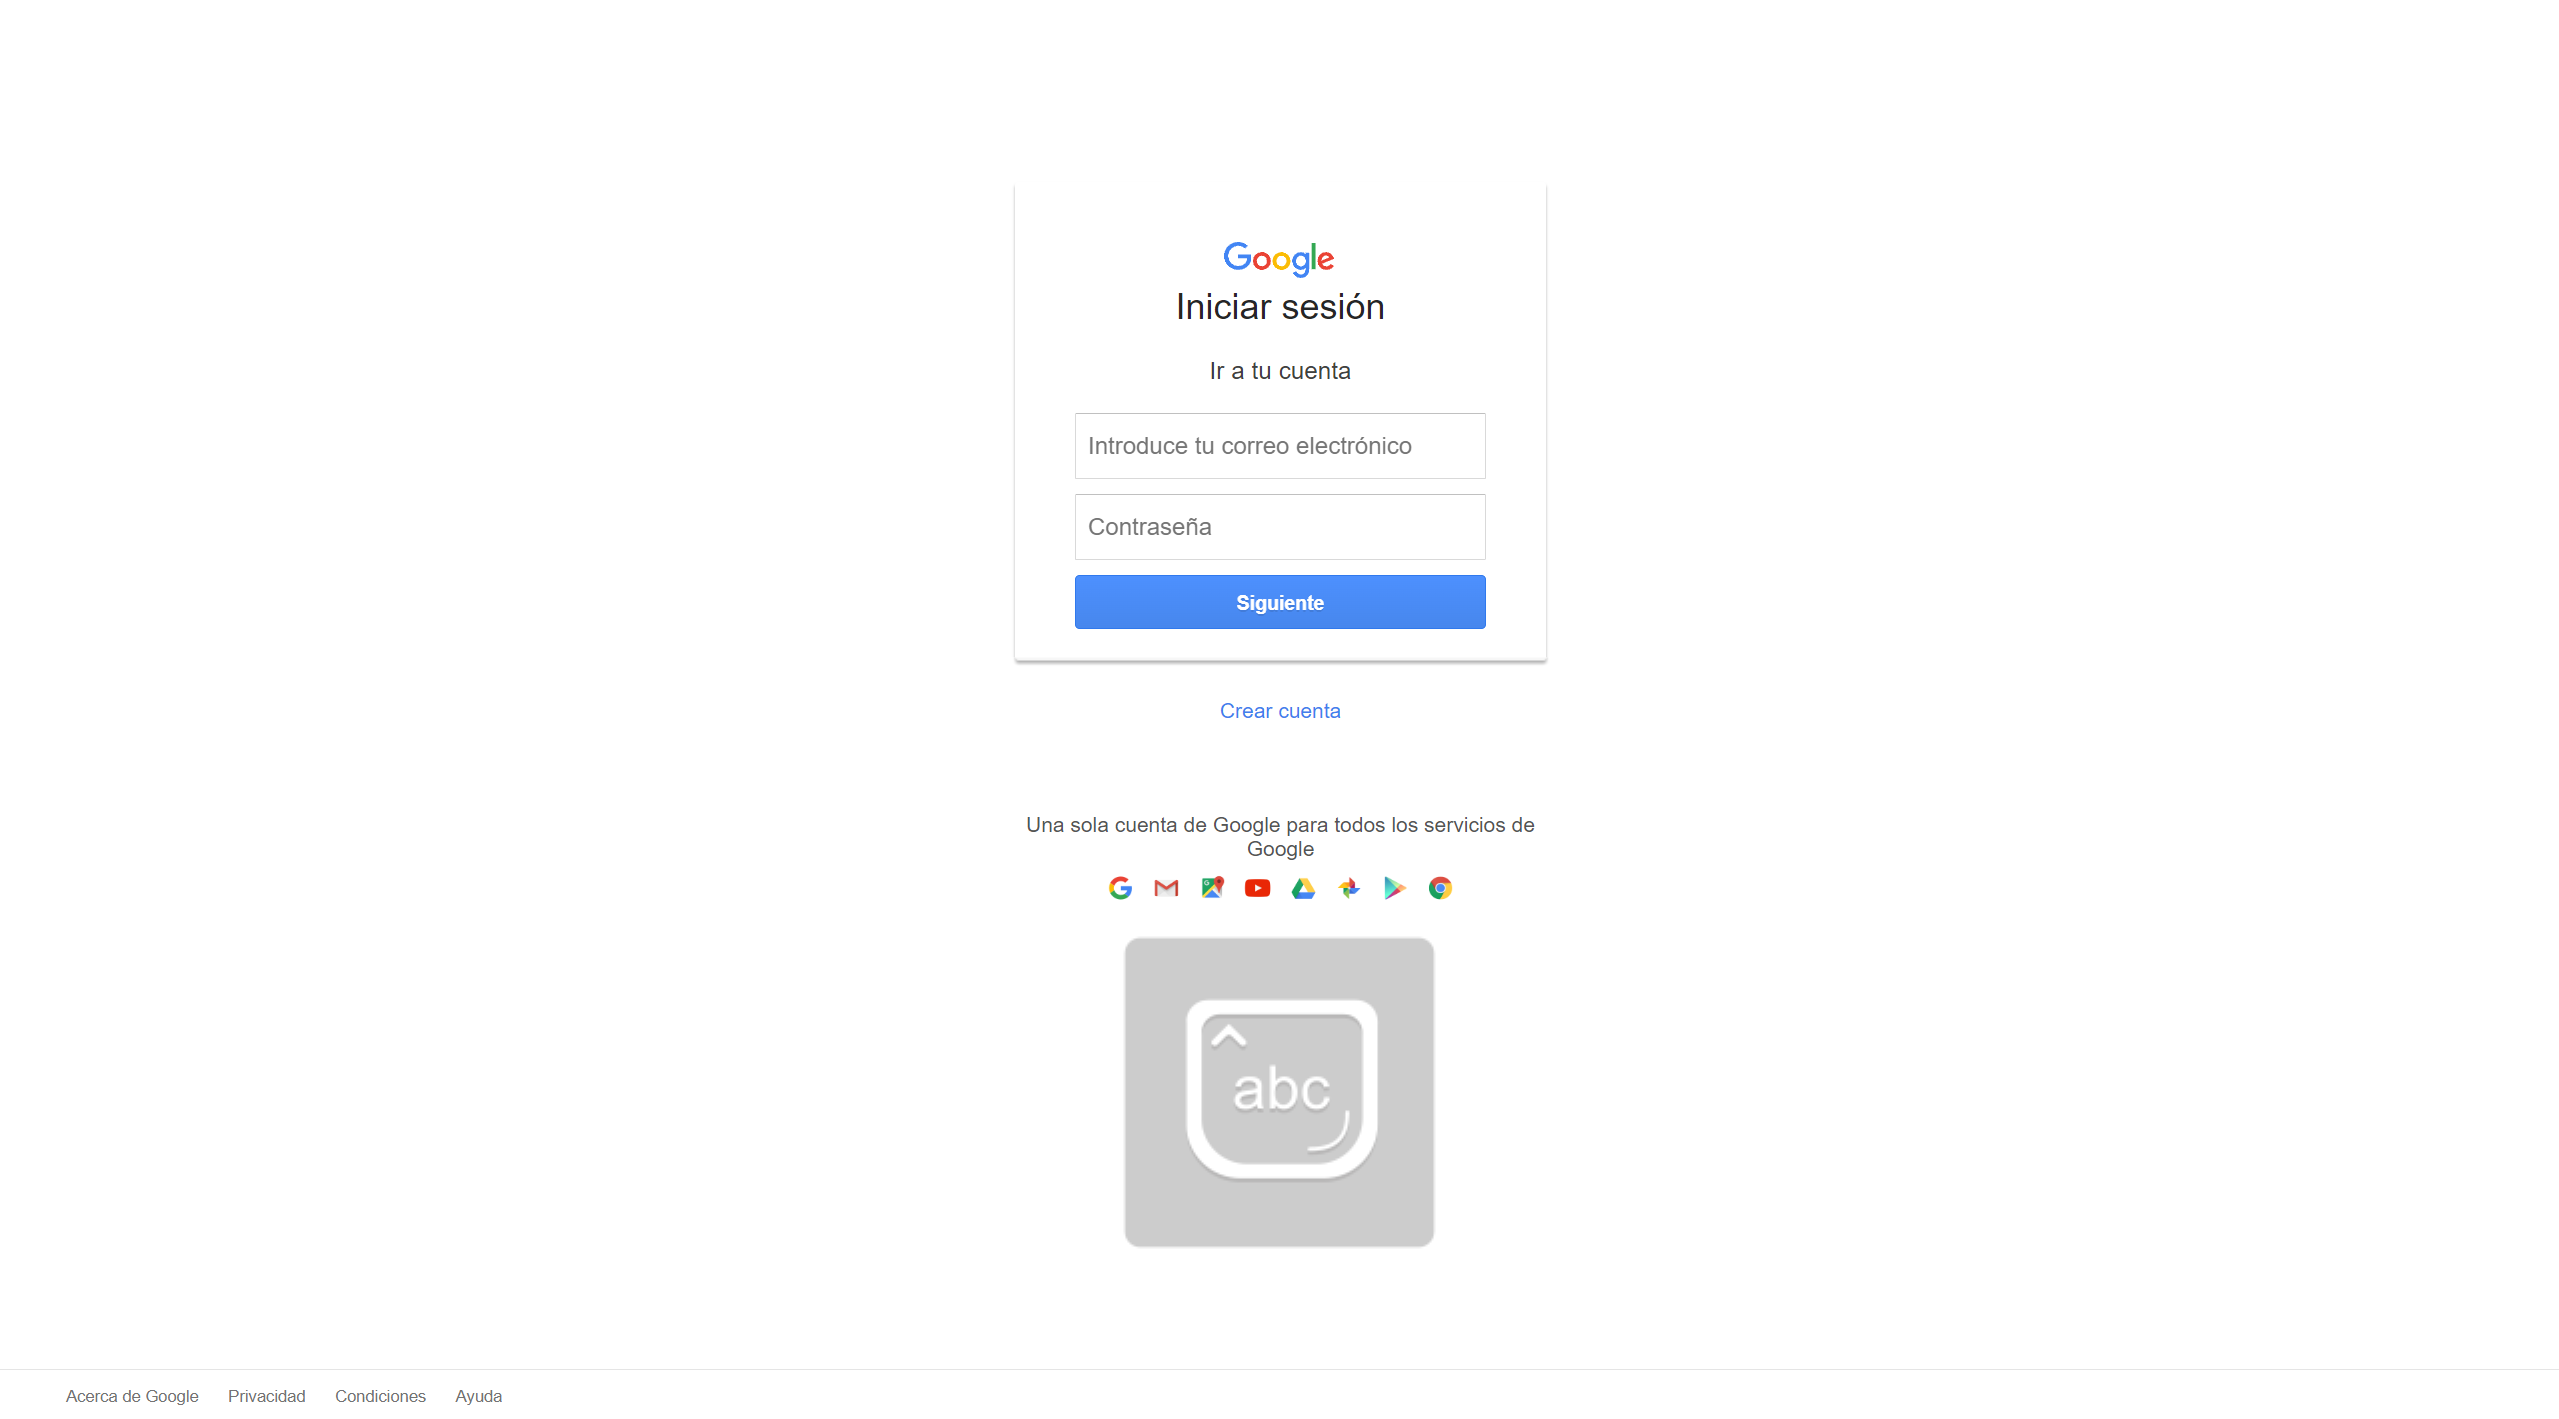 Google
Iniciar sesión
Ir a tu cuenta
Introduce tu correo electrónico
Contraseña
Siguiente
Crear cuenta
Una sola cuenta de Google para todos los servicios de
Google
abc
Acerca de Google Privacidad Condiciones Ayuda